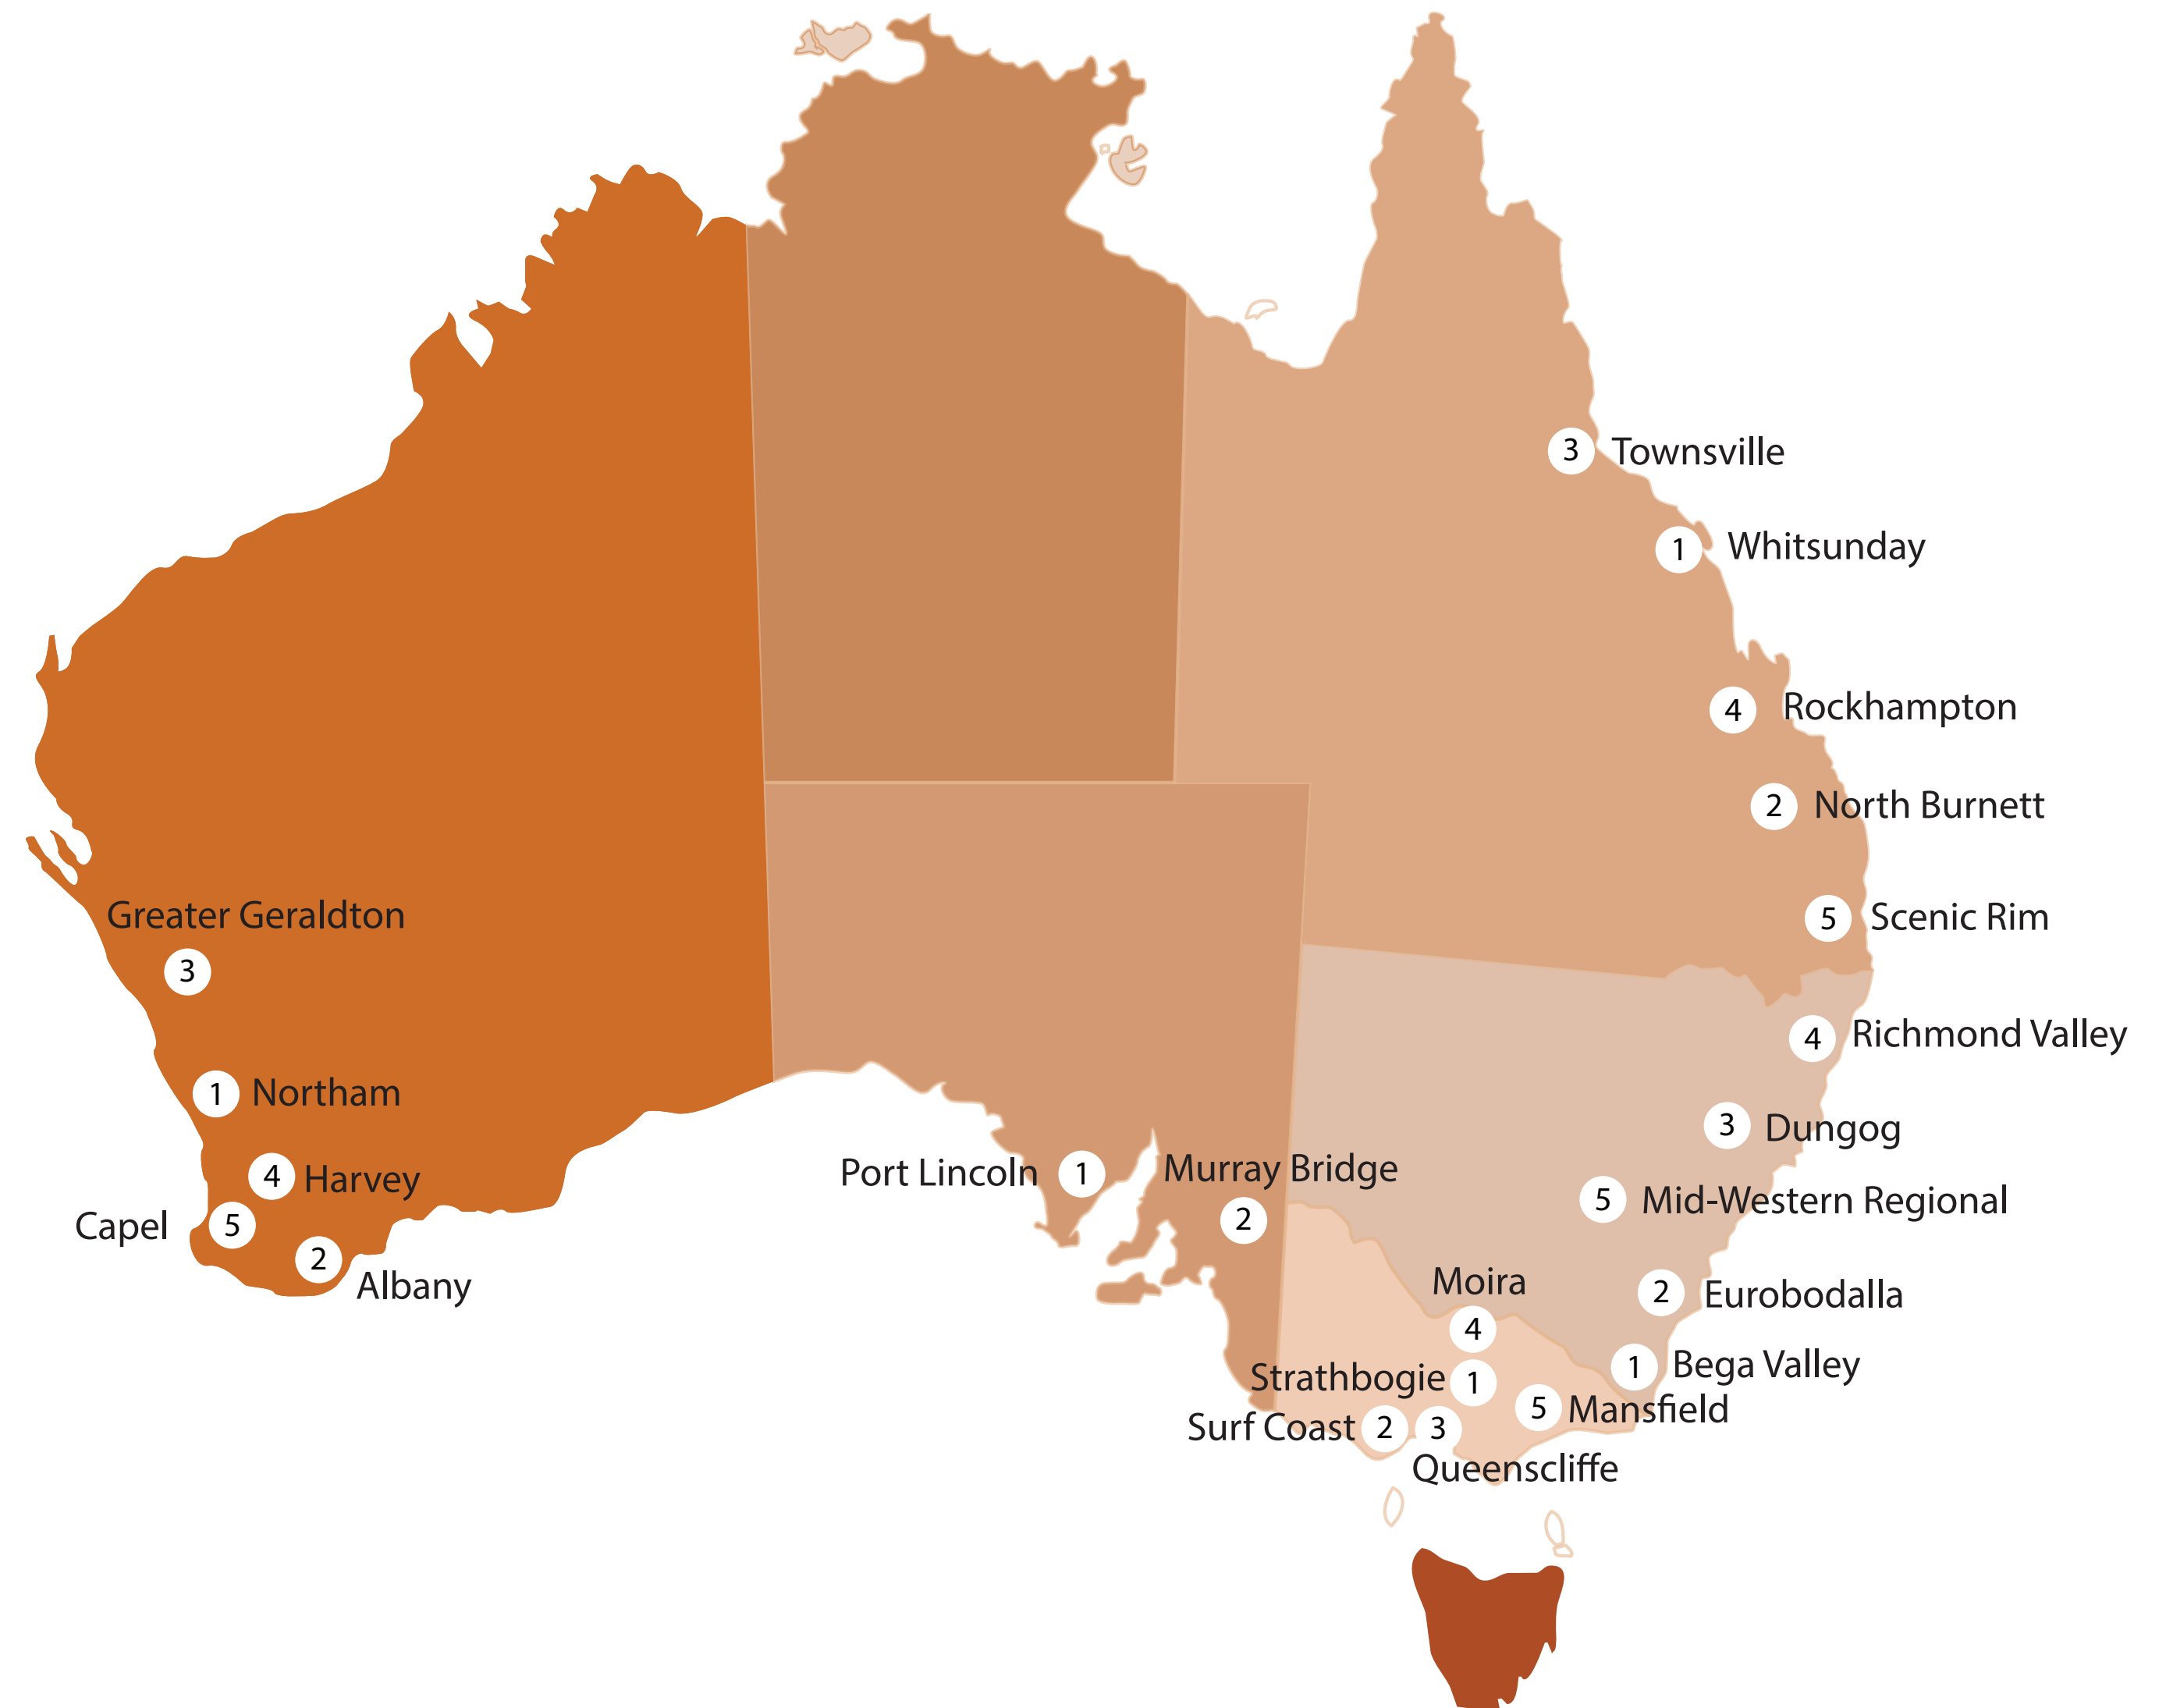 3 Townsville
1 Whitsunday
4 Rockhampton
2 North Burnett
Greater Geraldton
5 Scenic Rim
3
4 Richmond Valley
1 Northam
3 Dungog
Port Lincoln 1
Murray Bridge
4 Harvey
5 Mid-Western Regional
2
Capel 5
2
Albany
Moira
2 Eurobodalla
4
1 Bega Valley
Strathbogie 1
5 Mansfield
Surf Coast 2
3
Queenscliffe